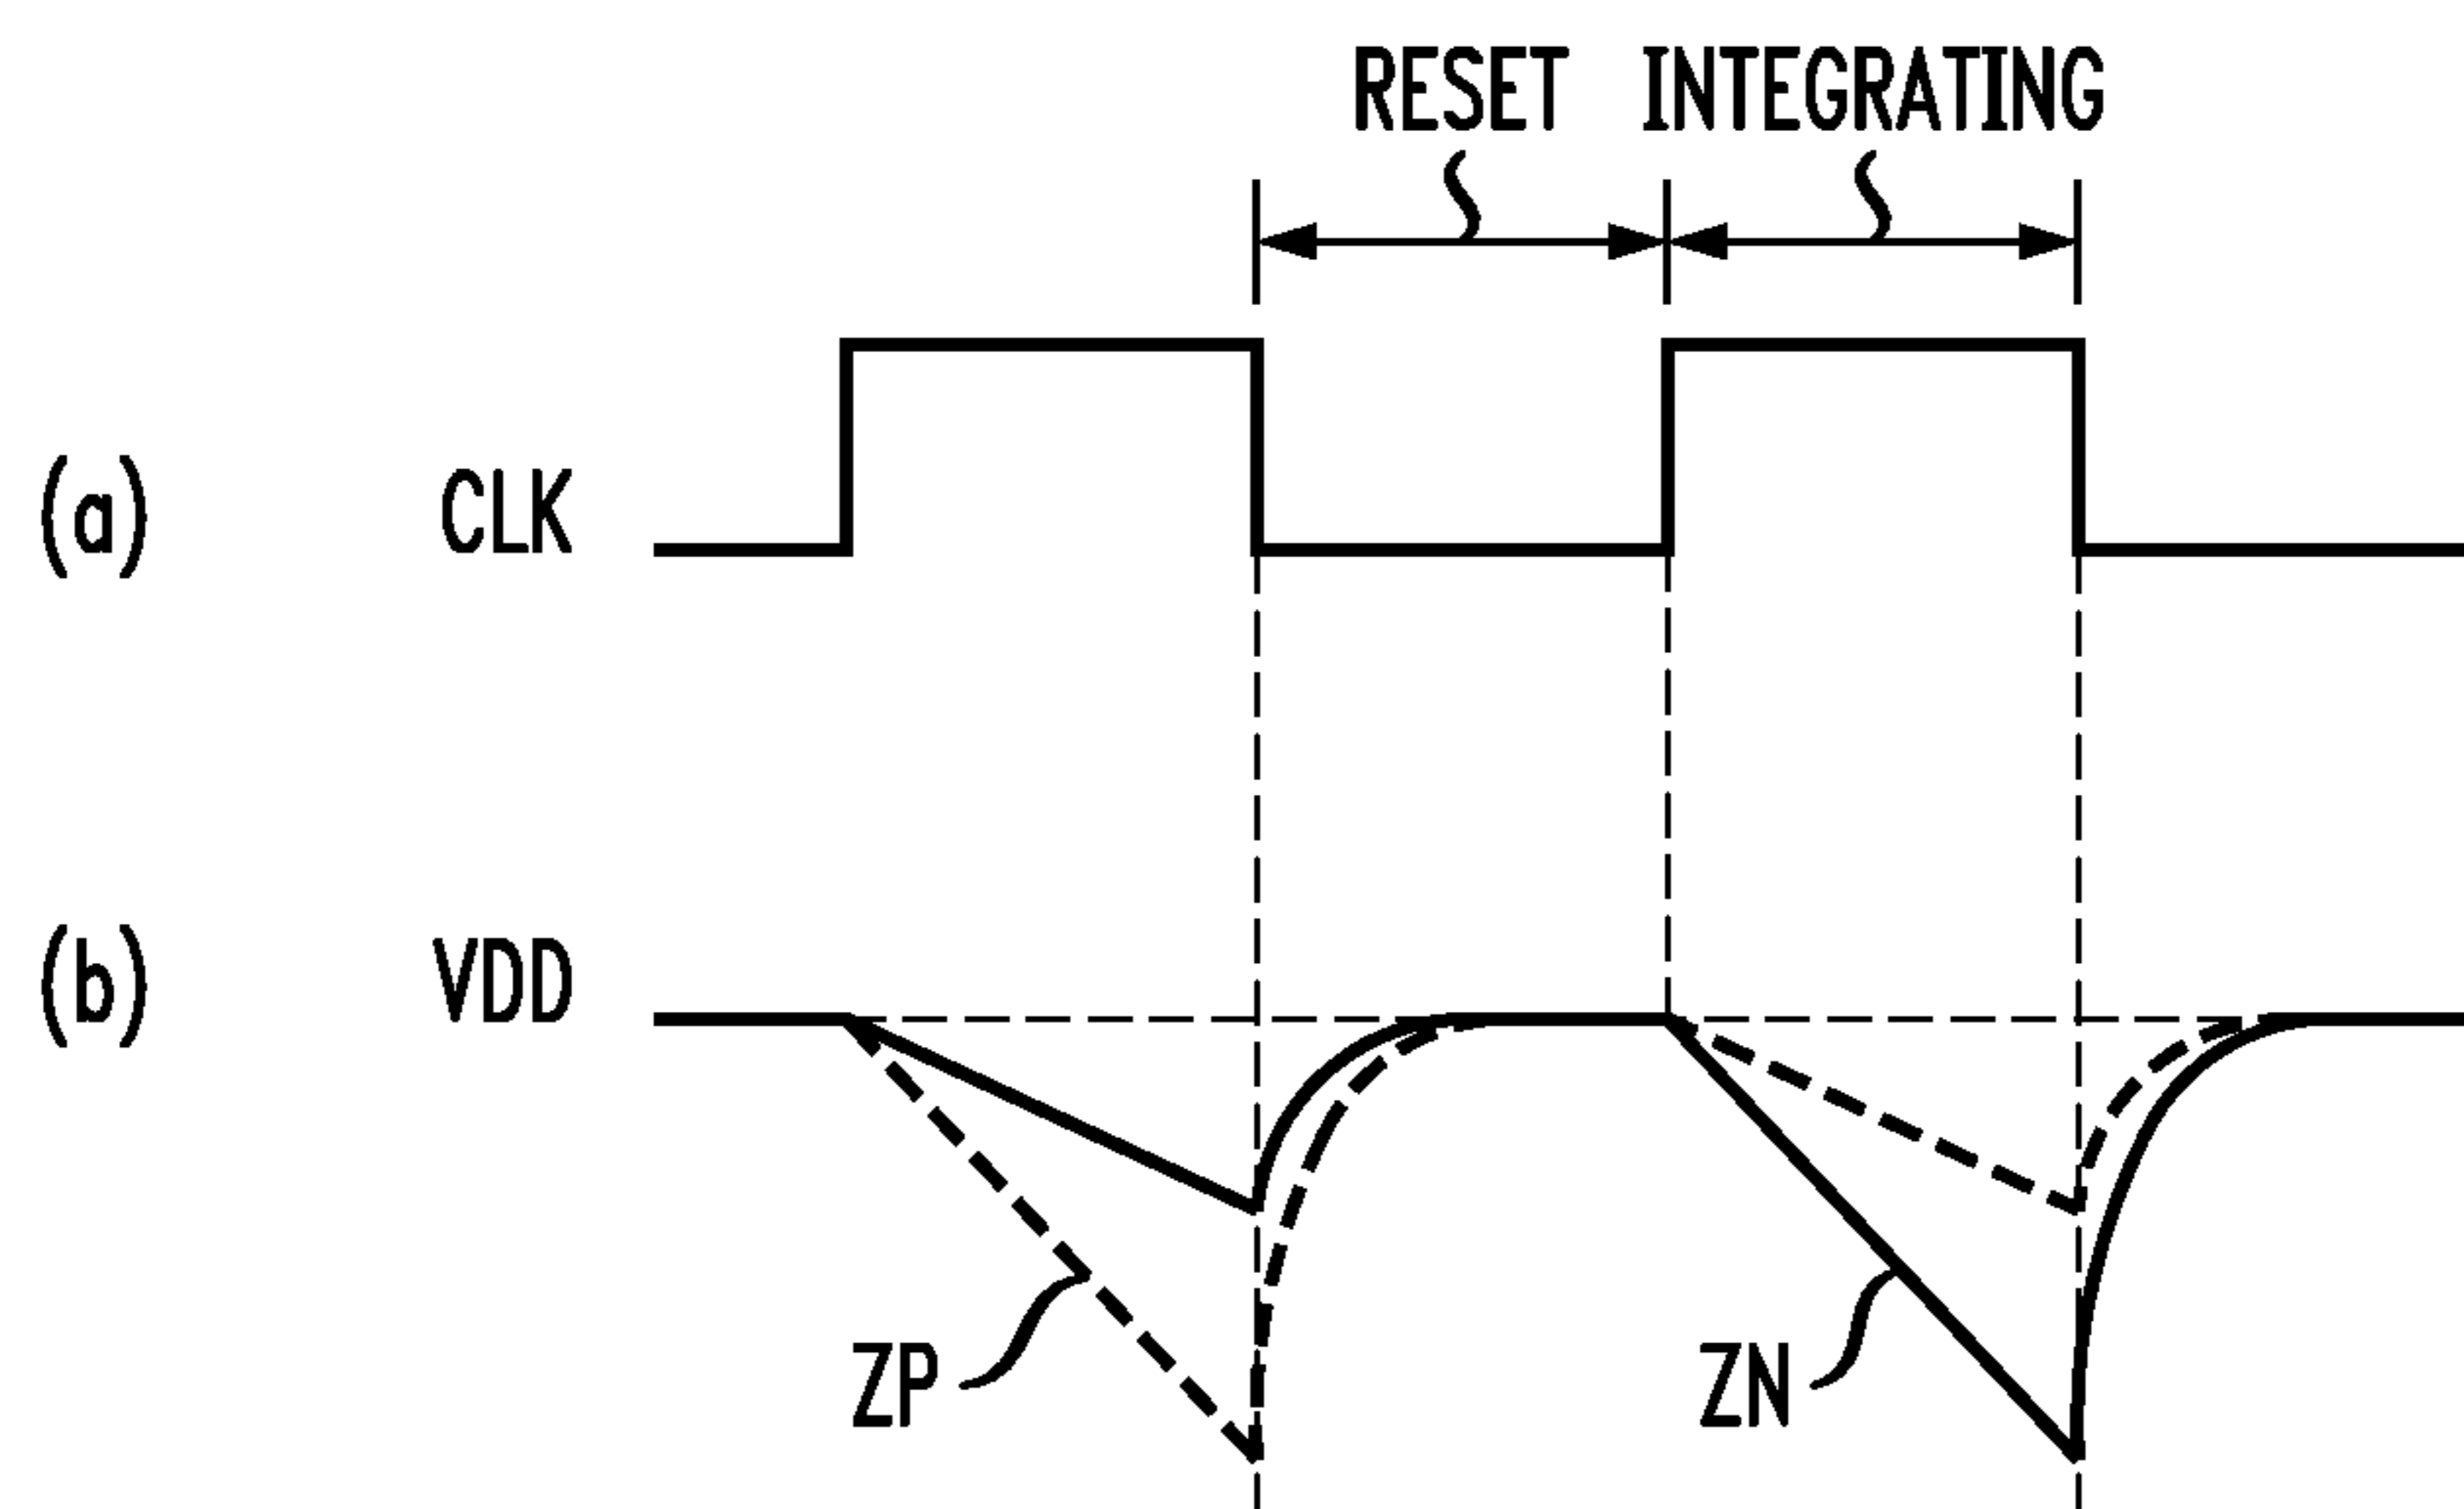 RESET INTEGRATING
(a) CLK
(b) VDD
ZP ZN